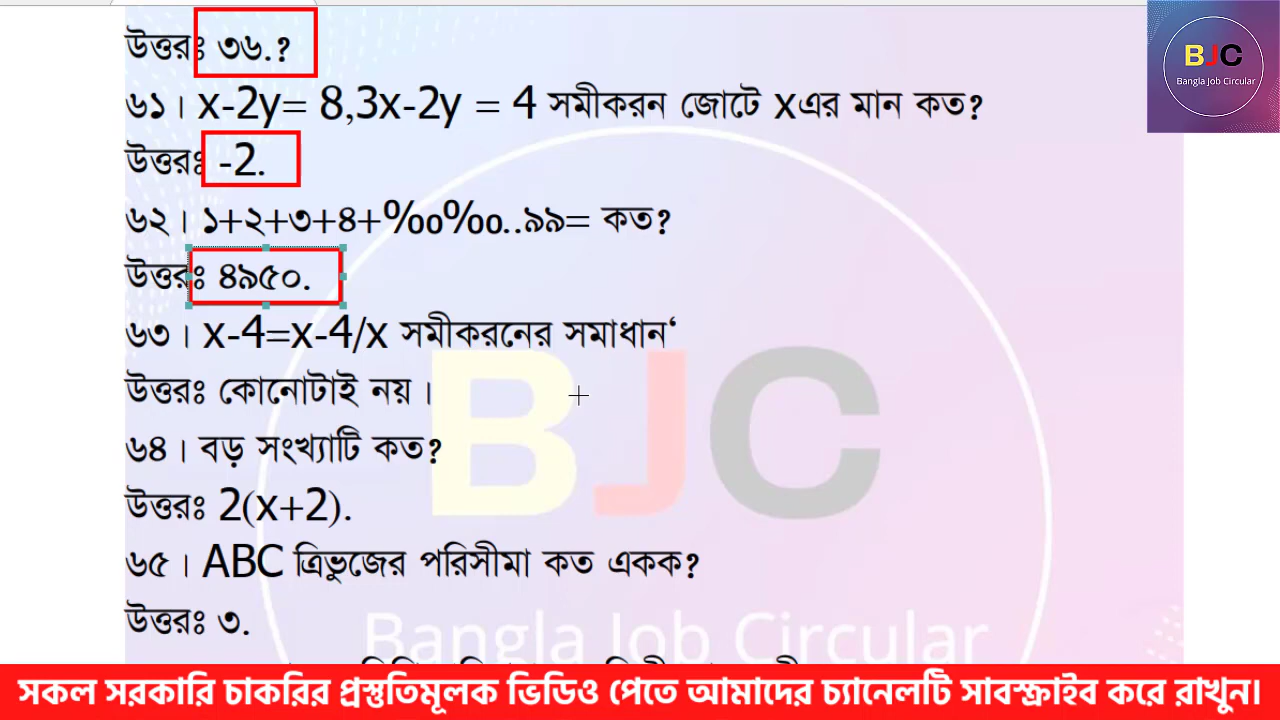 উত্তরঃ ৩৬.?
৬১। x-2y= 8,3x-2y = 4 সমীকরন জোটে xএর মান কত?
উত্তরঃ -2.
৬২। ১+২+৩+৪+‰‰..৯৯= কত?
উত্তরঃ ৪৯৫০.
৬৩। x-4=x-4/x সমীকরনের সমাধান‘
উত্তরঃ কোনোটাই নয়।
৬৪। বড় সংখ্যাটি কত?
উত্তরঃ 2(x+2).
৬৫। ABC ত্রিভুজের পরিসীমা কত একক?
উত্তরঃ ৩.
BJC
Bangla Job Circular
BJC
Bangla Job Circular
সকল সরকারি চাকরির প্রস্তুতিমূলক ভিডিও পেতে আমাদের চ্যানেলটি সাবস্ক্রাইব করে রাখুন।